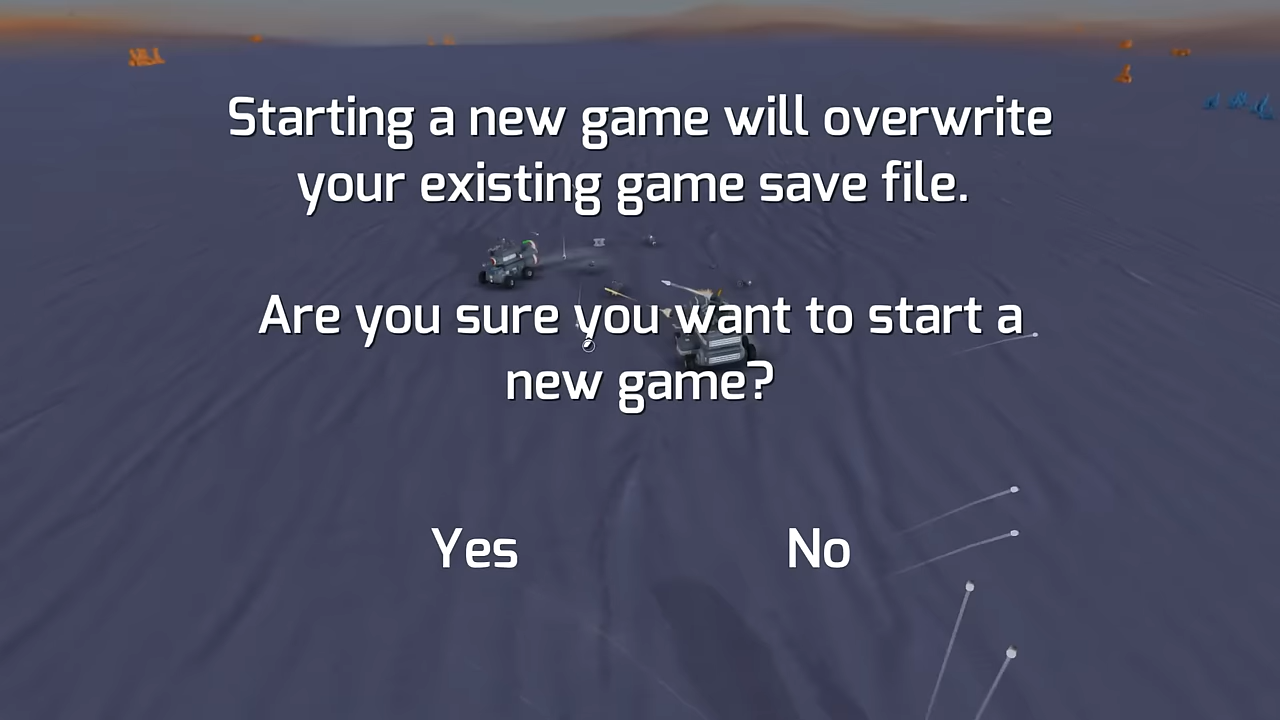 Starting a new game will overwrite
your existing game save file.
Are you sure you want to start a
new game?
Yes No